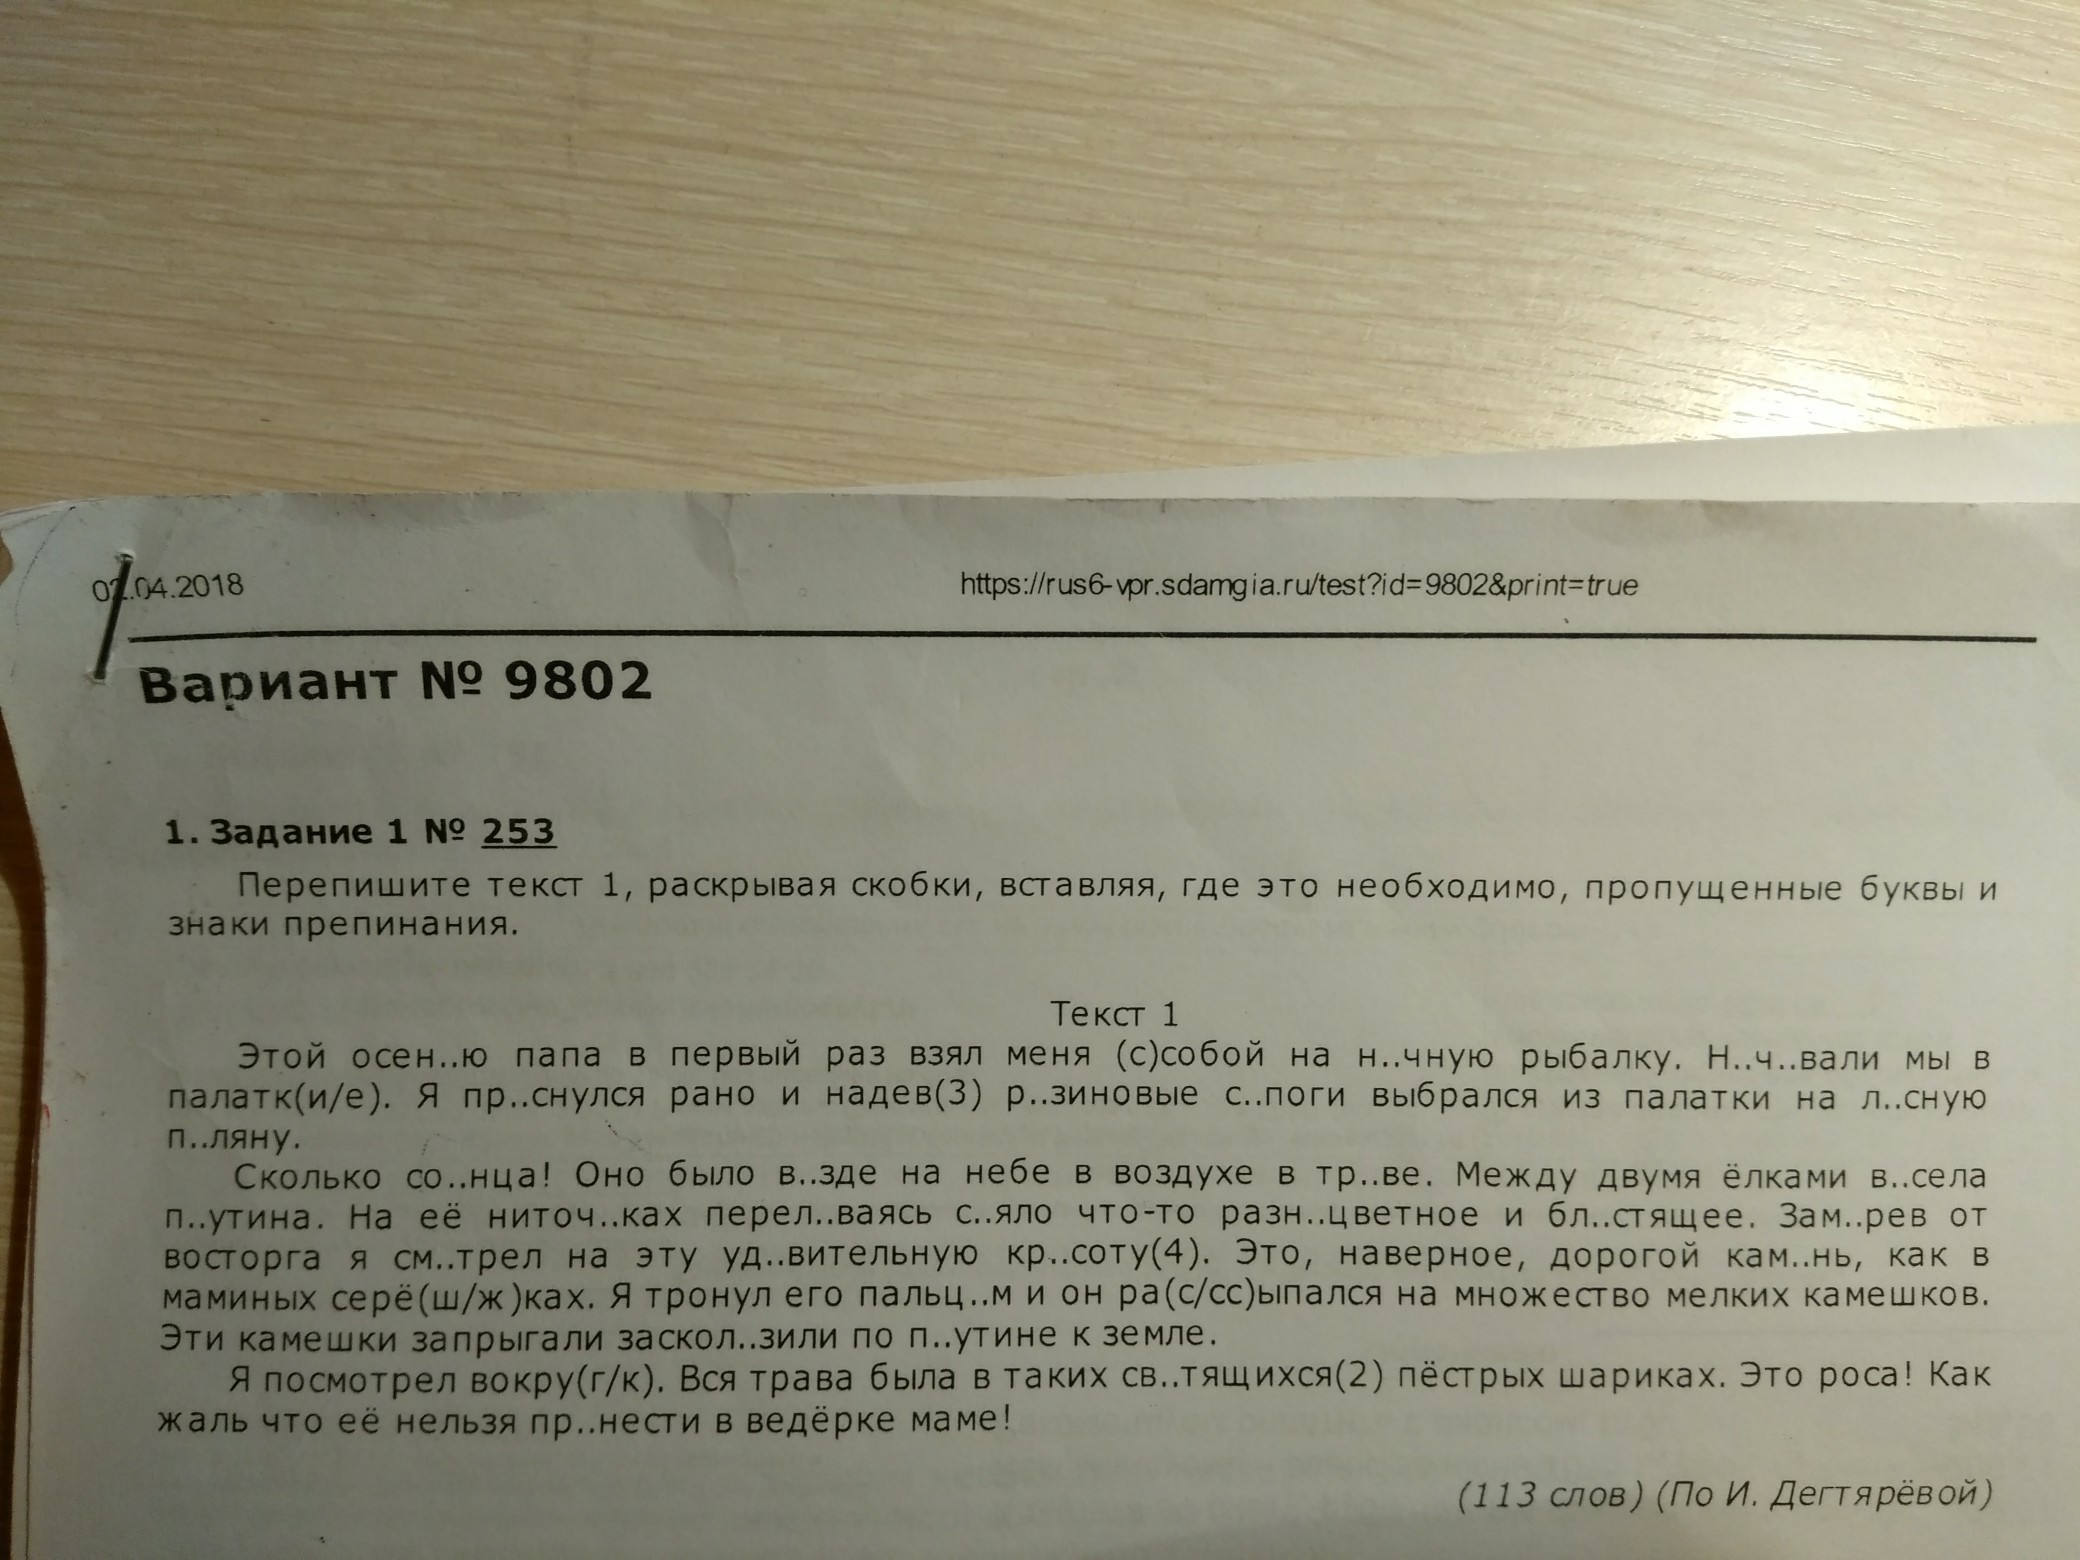 02.04.2018
https://rus6-vpr.sdamgia.ru/test?id=9802&print=true
Вариант № 9802
1. Задание 1 № 253
Перепишите текст 1, раскрывая скобки, вставляя, где это необходимо, пропущенные буквы и
знаки препинания.
Текст 1
Этой осен..ю папа в первый раз взял меня (с)собой на н..чную рыбалку. Н..ч..вали мы в
палатк(и/е). Я пр..снулся рано и надев(3) р..зиновые с..поги выбрался из палатки на л..сную
п..ляну.
Сколько со..нца! Оно было в..зде на небе в воздухе в тр..ве. Между двумя ёлками в..села
п..утина. На её ниточ..ках перел..ваясь с..яло что-то разн..цветное и бл..стящее. Зам..рев от
восторга я см..трел на эту уд..вительную кр..соту(4). Это, наверное, дорогой кам..нь, как в
маминых серё(ш/ж)ках. Я тронул его пальц..м и он ра(с/сс)ыпался на множество мелких камешков.
Эти камешки запрыгали заскол..зили по п..утине к земле.
Я посмотрел вокру(г/к). Вся трава была в таких св..тящихся(2) пёстрых шариках. Это роса! Как
жаль что её нельзя пр..нести в ведёрке маме!
(113 слов) (По И. Дегтярёвой)